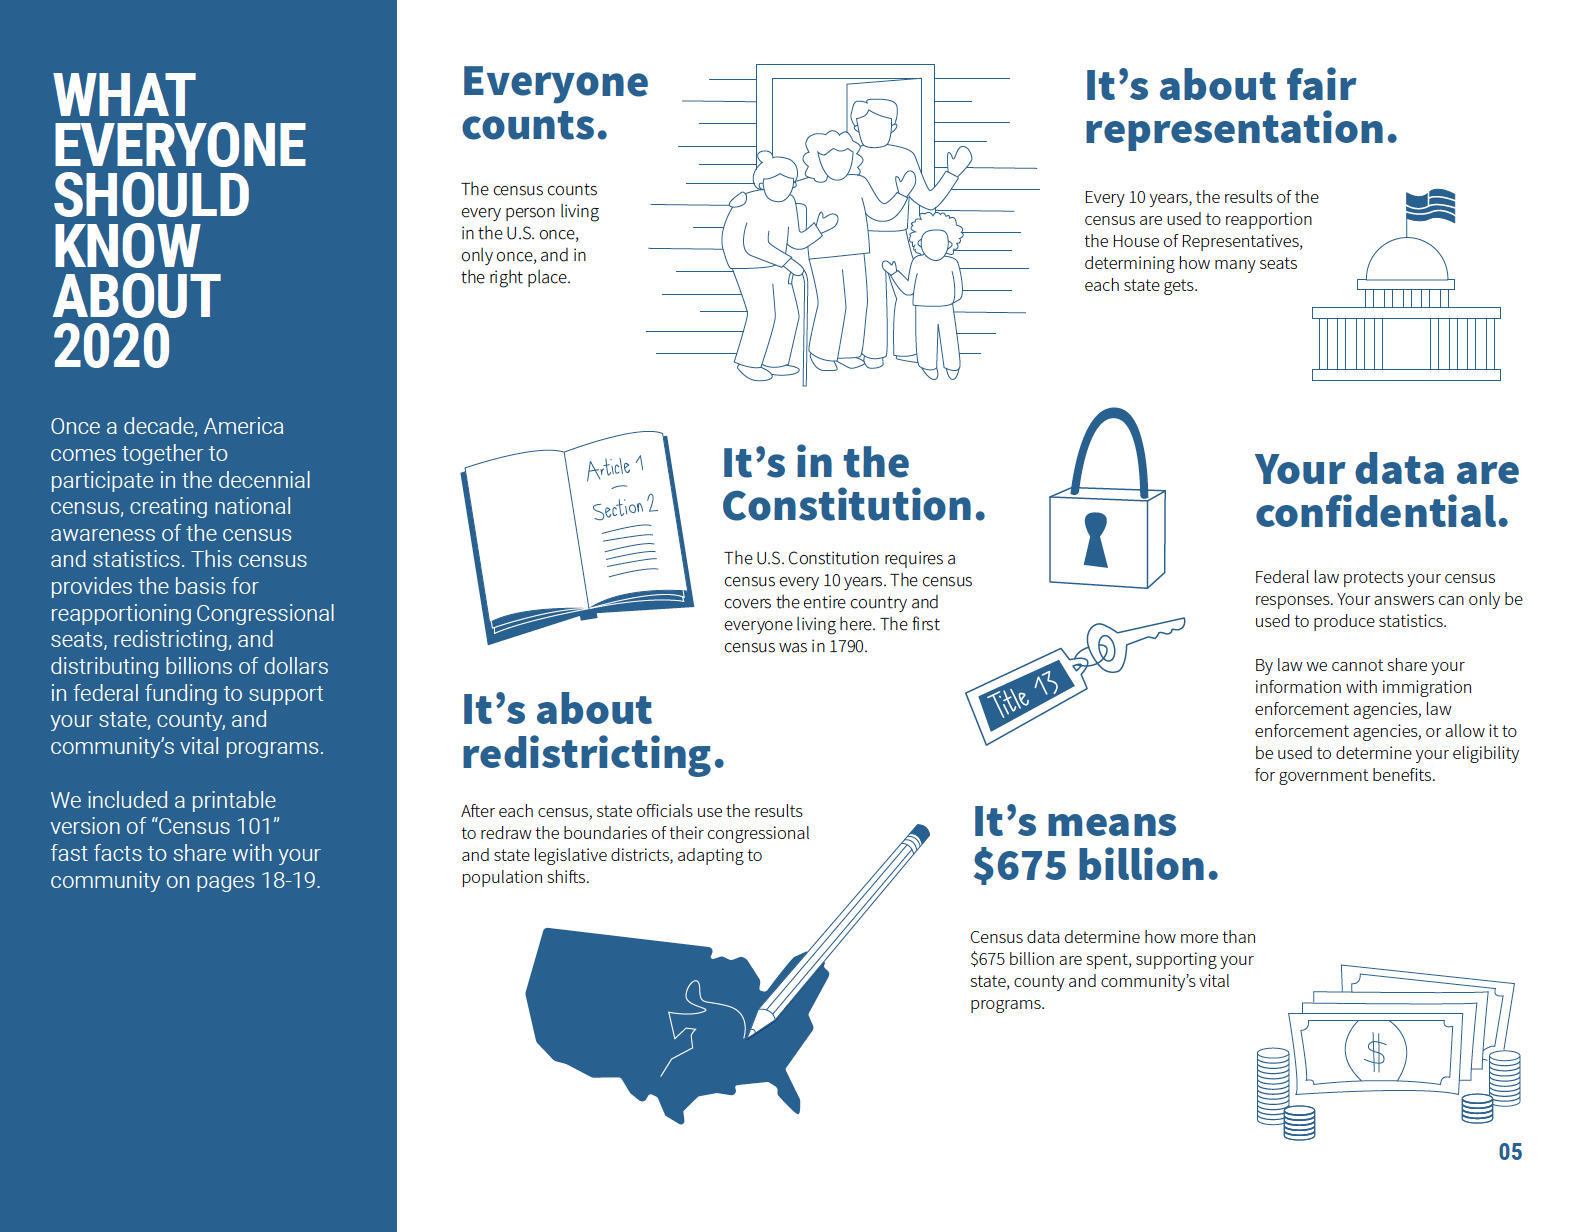 WHAT
EVERYONE
SHOULD
KNOW
ABOUT
2020
Once a decade, America
comes together to
participate in the decennial
census, creating national
awareness of the census
and statistics. This census
provides the basis for
reapportioning Congressional
seats, redistricting, and
distributing billions of dollars
in federal funding to support
your state, county, and
community’s vital programs.
We included a printable
version of “Census 101”
fast facts to share with your
community on pages 18-19.
Everyone
counts.
The census counts
every person living
in the U.S. once,
only once, and in
the right place.
It’s about fair
representation.
Every 10 years, the results of the
census are used to reapportion
the House of Representatives,
determining how many seats
each state gets.
Article 1
Section 2
It’s in the
Constitution.
The U.S. Constitution requires a
census every 10 years. The census
covers the entire country and
everyone living here. The first
census was in 1790.
Title 13
Your data are
confidential.
Federal law protects your census
responses. Your answers can only be
used to produce statistics.
By law we cannot share your
information with immigration
enforcement agencies, law
enforcement agencies, or allow it to
be used to determine your eligibility
for government benefits.
It’s about
redistricting.
After each census, state officials use the results
to redraw the boundaries of their congressional
and state legislative districts, adapting to
population shifts.
It’s means
$675 billion.
Census data determine how more than
$675 billion are spent, supporting your
state, county and community’s vital
programs.
$
05